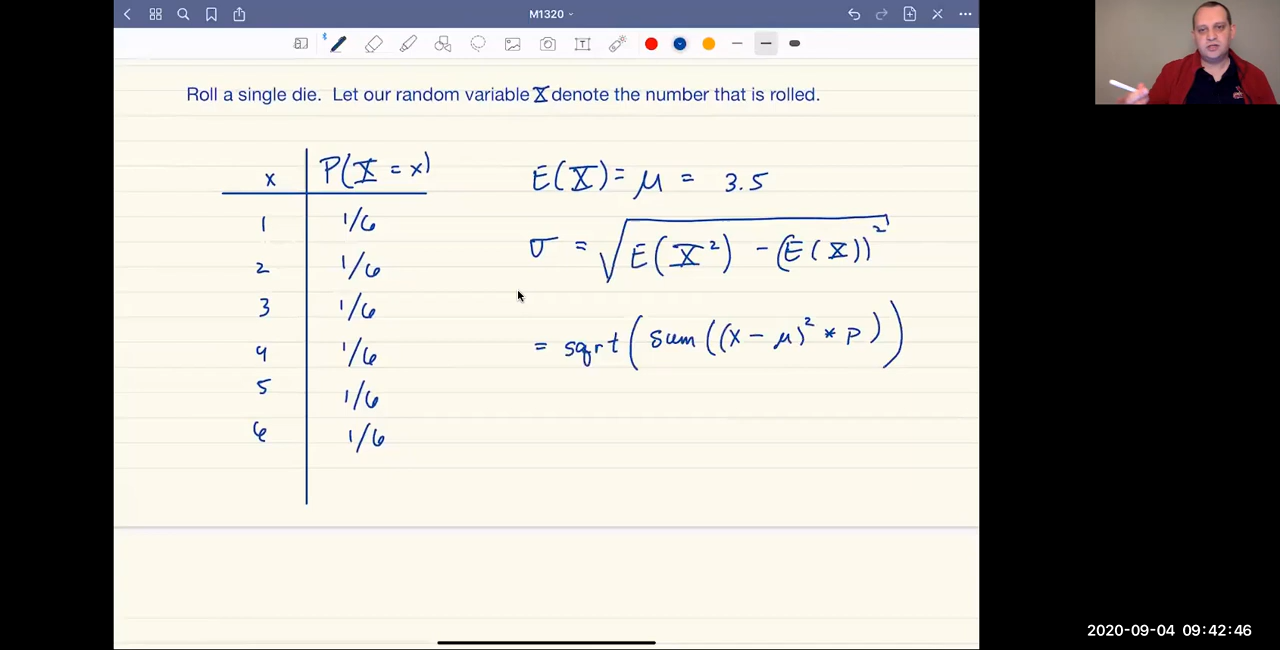 M1320
Roll a single die. Let our random variable X denote the number that is rolled.
x P(X = x)
1 1/6
2 1/6
3 1/6
4 1/6
5 1/6
6 1/6
E(X) = μ = 3.5
σ = √(E(X²) - (E(X))²)
= sqrt(sum((x - μ)² * p))
2020-09-04 09:42:46